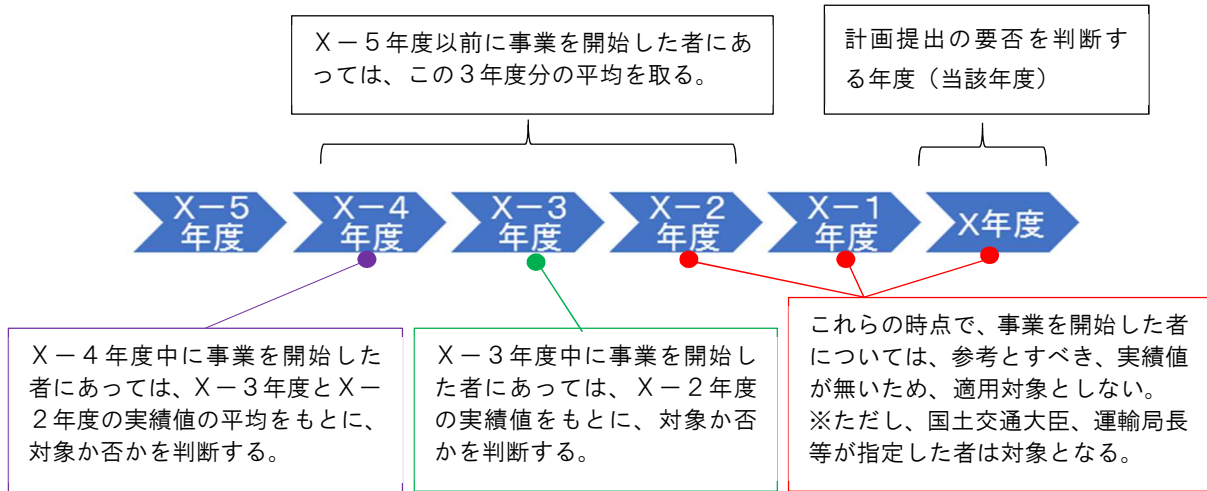 X－５年度以前に事業を開始した者にあ
っては、この３年度分の平均を取る。
計画提出の要否を判断す
る年度（当該年度）
X－5
年度
X－4
年度
X－3
年度
X－2
年度
X－1
年度
X年度
X－４年度中に事業を開始した
者にあっては、X－３年度とX－
２年度の実績値の平均をもとに、
対象か否かを判断する。
X－３年度中に事業を開始し
た者にあっては、X－２年度
の実績値をもとに、対象か否
かを判断する。
これらの時点で、事業を開始した者
については、参考とすべき、実績値
が無いため、適用対象としない。
※ただし、国土交通大臣、運輸局長
等が指定した者は対象となる。